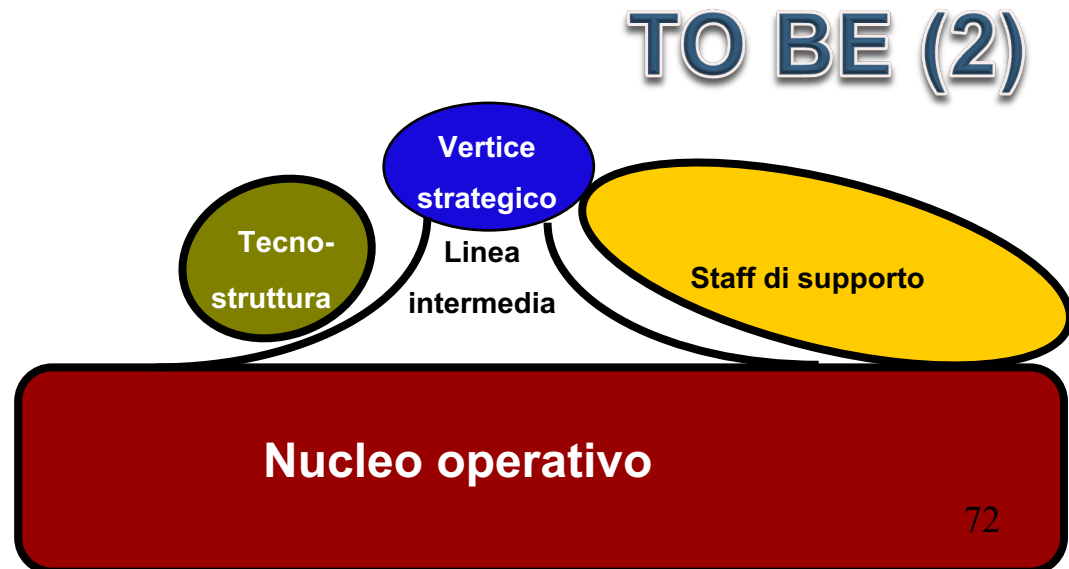 TO BE (2)
Vertice
strategico
Tecno-
struttura
Linea
intermedia
Staff di supporto
Nucleo operativo
72